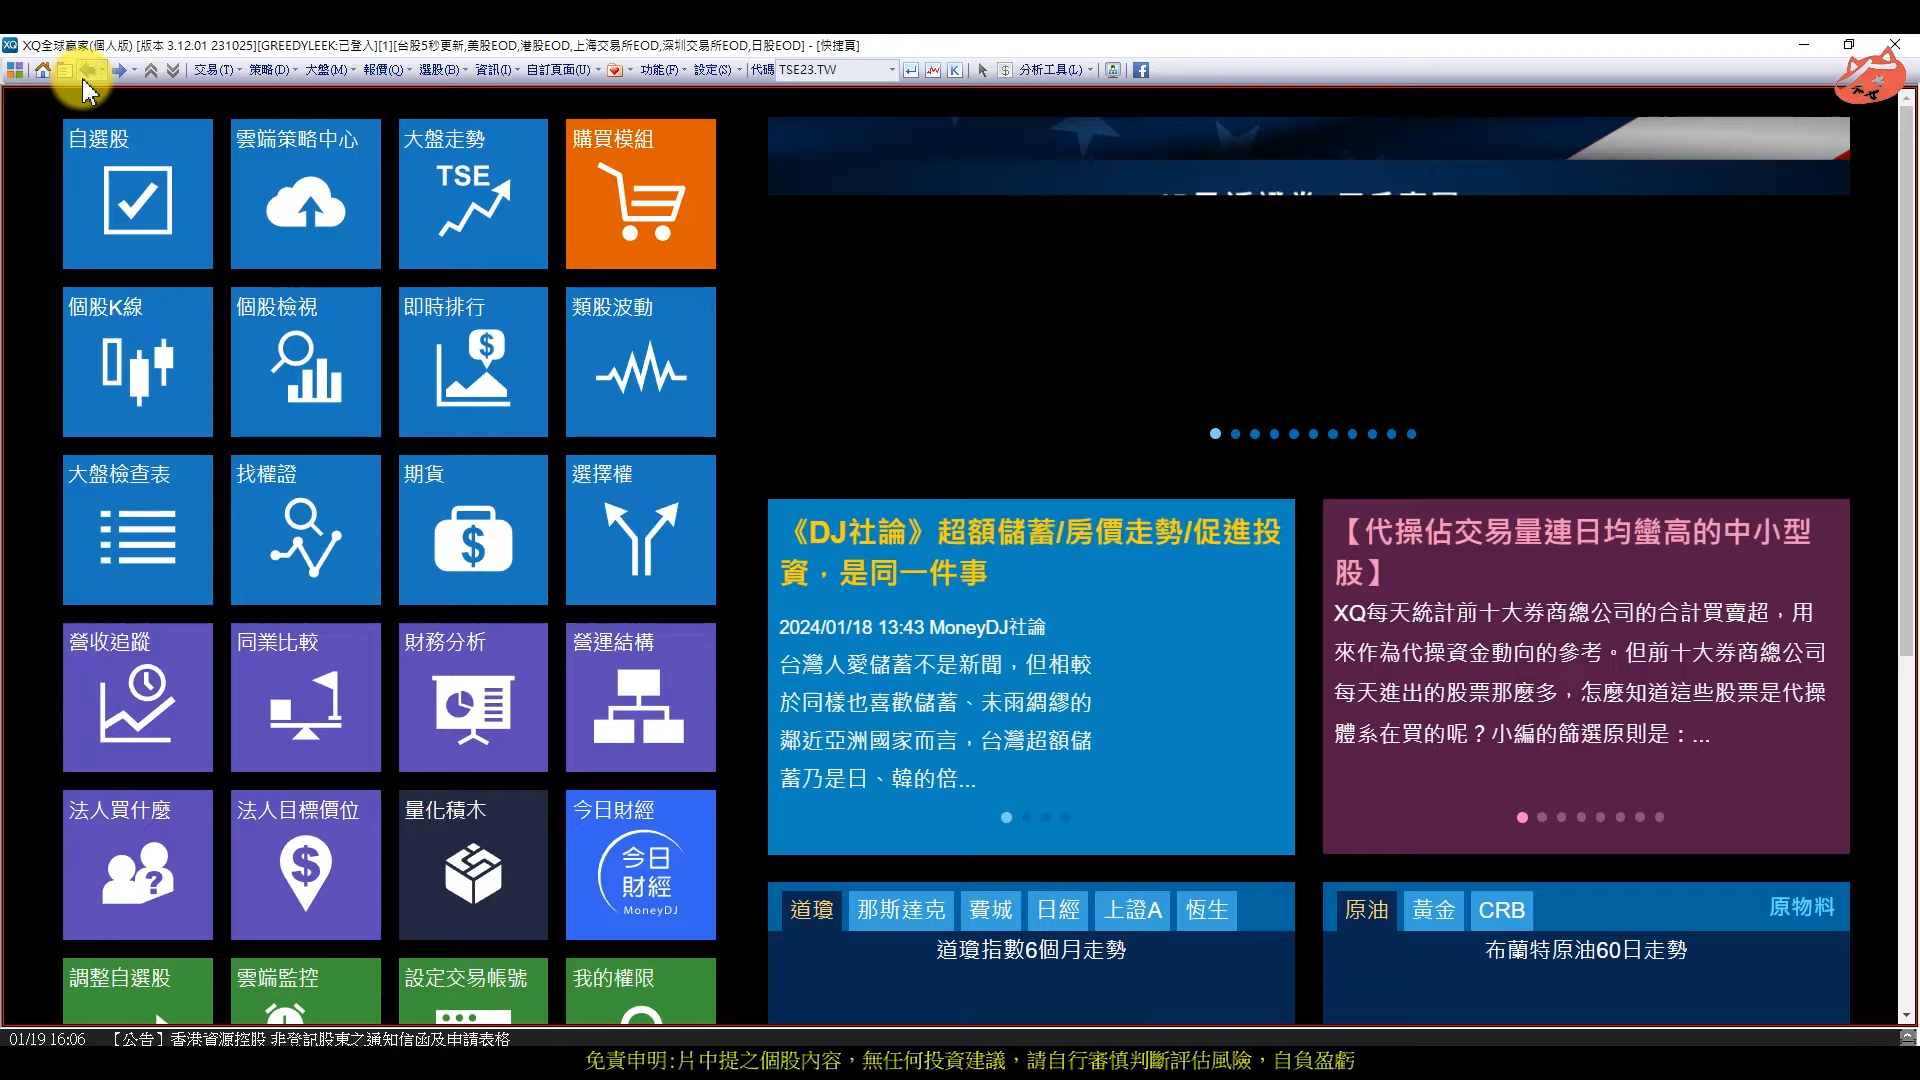 XQ全球贏家(個人版) [版本 3.12.01 231025][GREEDYLEEK:已登入][1][台股5秒更新,美股EOD,港股EOD,上海交易所EOD,深圳交易所EOD,日股EOD] - [快捷頁]
交易(T) 策略(D) 大盤(M) 報價(Q) 選股(B) 資訊(I) 自訂頁面(U) 功能(F) 設定(S) 代碼 TSE23.TW K $ 分析工具(L)
自選股 雲端策略中心 大盤走勢 購買模組
TSE
個股K線 個股檢視 即時排行 類股波動
大盤檢查表 找權證 期貨 選擇權
《DJ社論》超額儲蓄/房價走勢/促進投
資，是同一件事
2024/01/18 13:43 MoneyDJ社論
台灣人愛儲蓄不是新聞，但相較
於同樣也喜歡儲蓄、未雨綢繆的
鄰近亞洲國家而言，台灣超額儲
蓄乃是日、韓的倍...
【代操佔交易量連日均蠻高的中小型
股】
XQ每天統計前十大券商總公司的合計買賣超，用
來作為代操資金動向的參考。但前十大券商總公司
每天進出的股票那麼多，怎麼知道這些股票是代操
體系在買的呢？小編的篩選原則是：...
營收追蹤 同業比較 財務分析 營運結構
法人買什麼 法人目標價位 量化積木 今日財經
今日
財經
MoneyDJ
道瓊 那斯達克 費城 日經 上證A 恆生
道瓊指數6個月走勢
原油 黃金 CRB 原物料
布蘭特原油60日走勢
調整自選股 雲端監控 設定交易帳號 我的權限
01/19 16:06 【公告】香港資源控股 非登記股東之通知信函及申請表格
免責申明:片中提之個股內容，無任何投資建議，請自行審慎判斷評估風險，自負盈虧